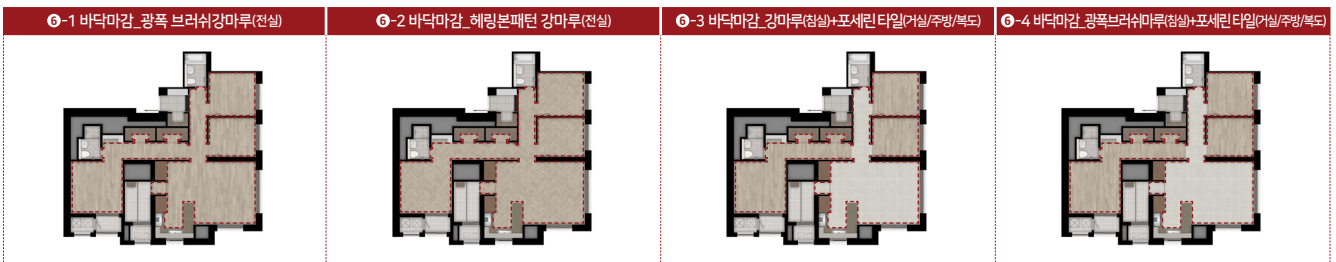 ❻-1 바닥마감_광폭 브러쉬강마루(전실)
❻-2 바닥마감_헤링본패턴 강마루(전실)
❻-3 바닥마감_강마루(침실)+포세린 타일(거실/주방/복도)
❻-4 바닥마감_광폭브러쉬마루(침실)+포세린 타일(거실/주방/복도)